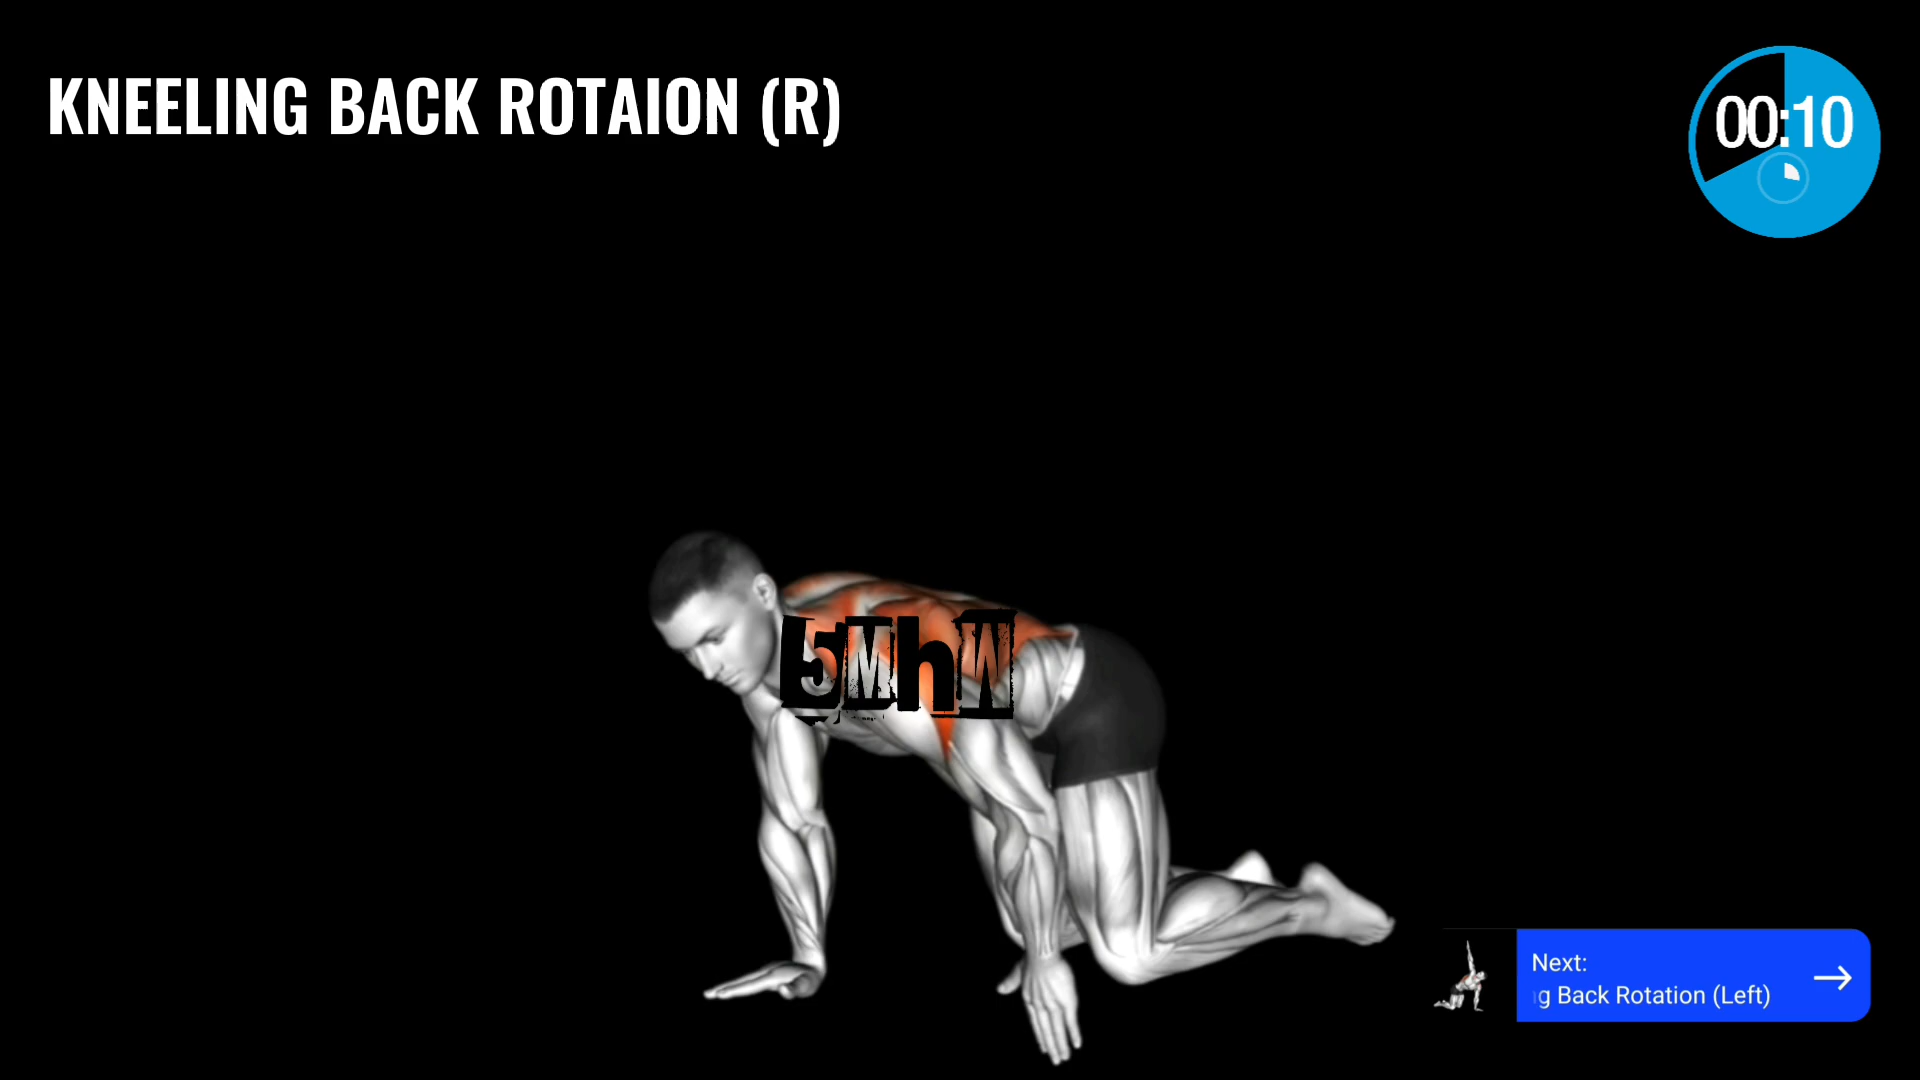 KNEELING BACK ROTAION (R)
00:10
5MhW
Next:
g Back Rotation (Left)